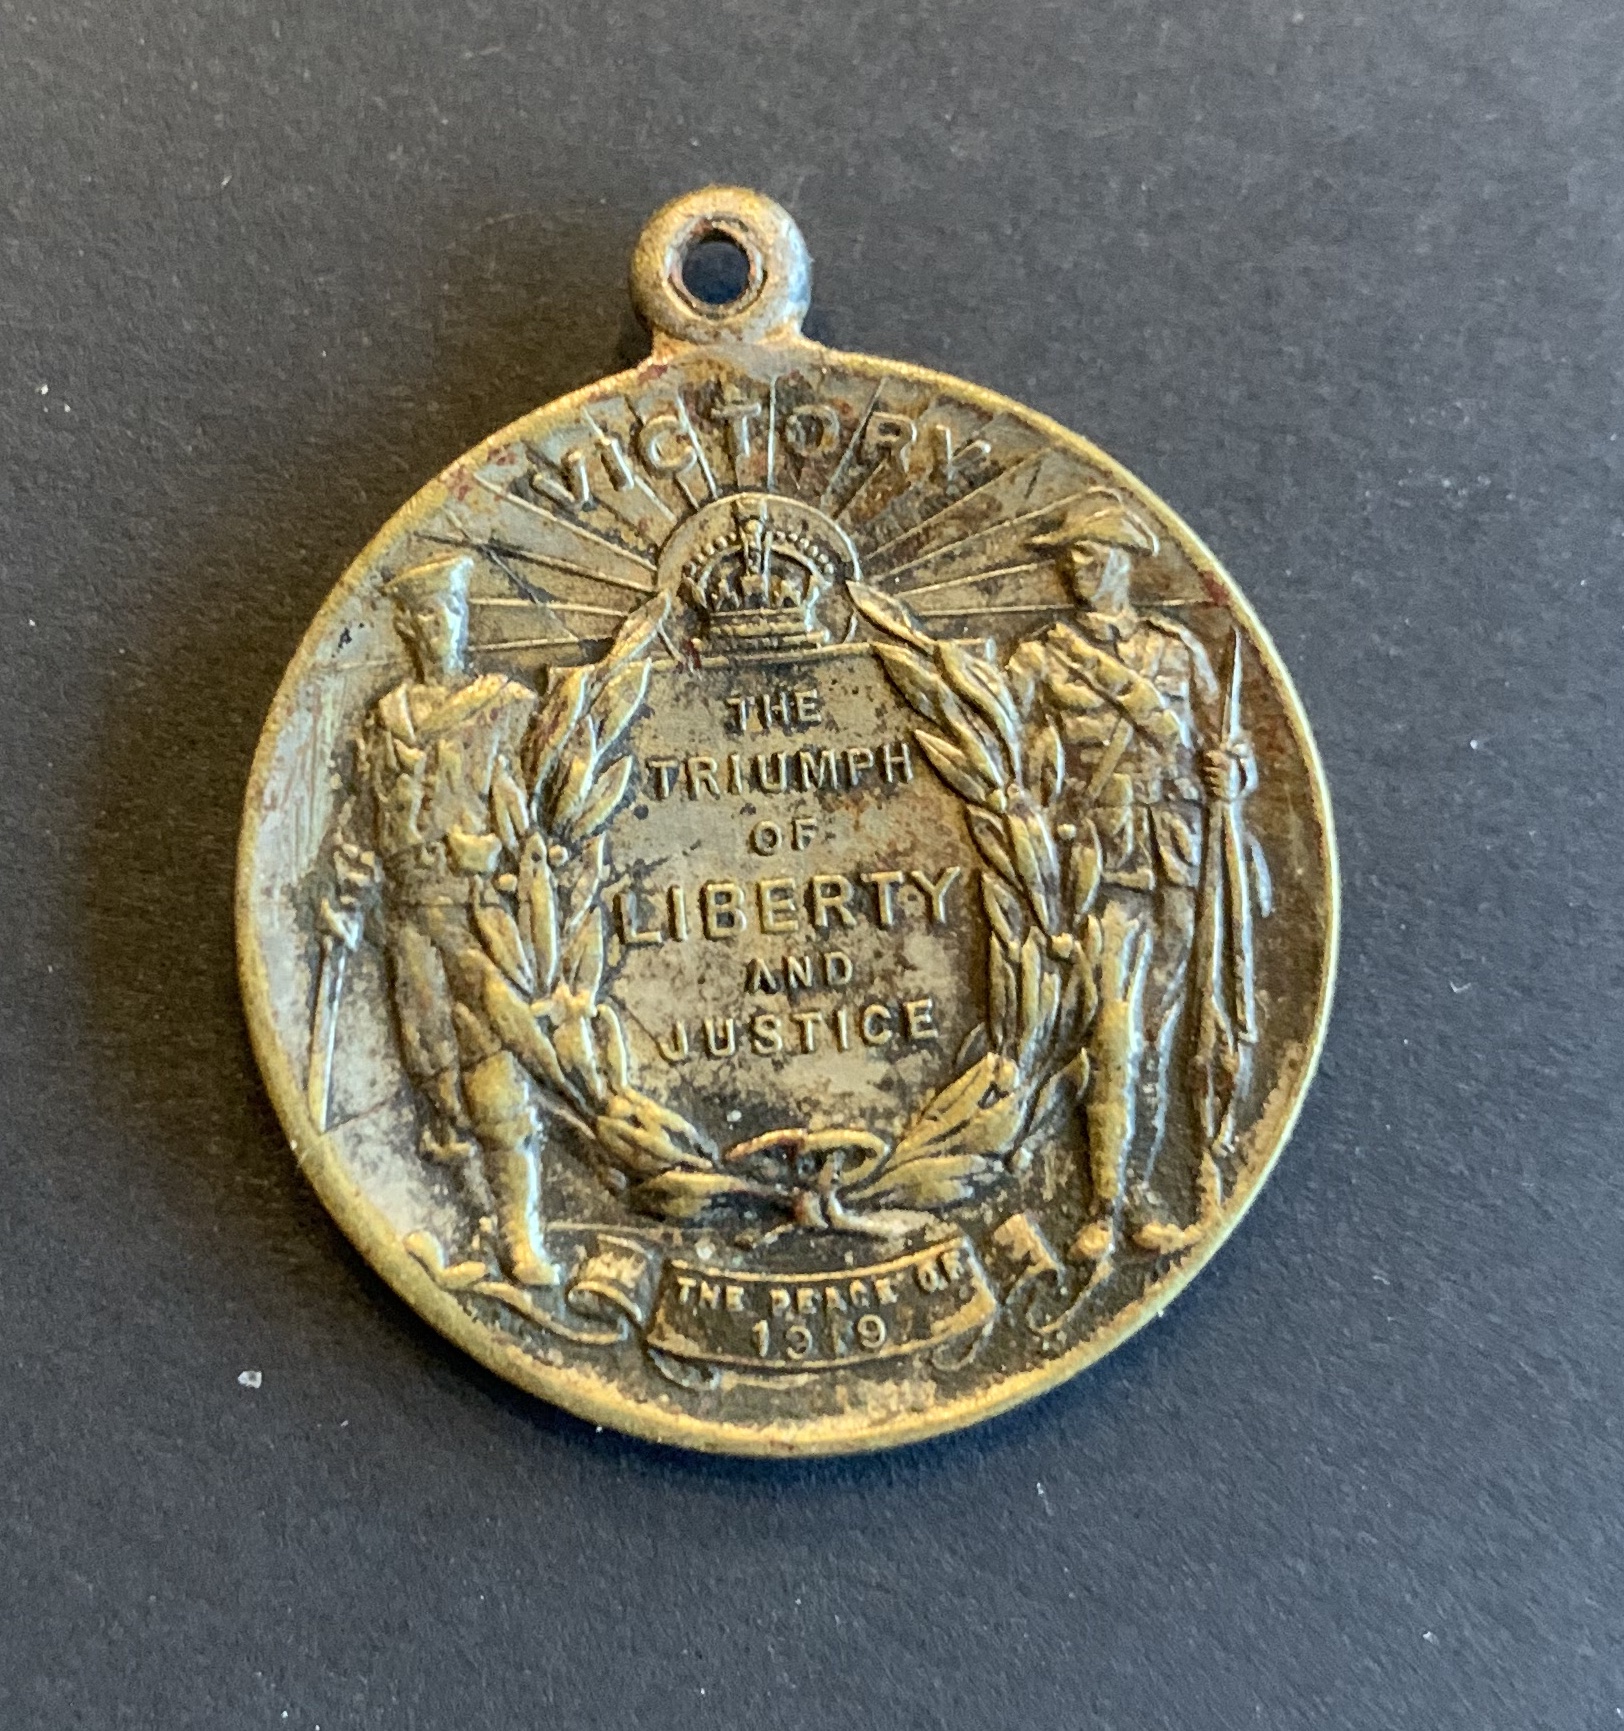 VICTORY
THE
TRIUMPH
OF
LIBERTY
AND
JUSTICE
THE PEACE OF
1919